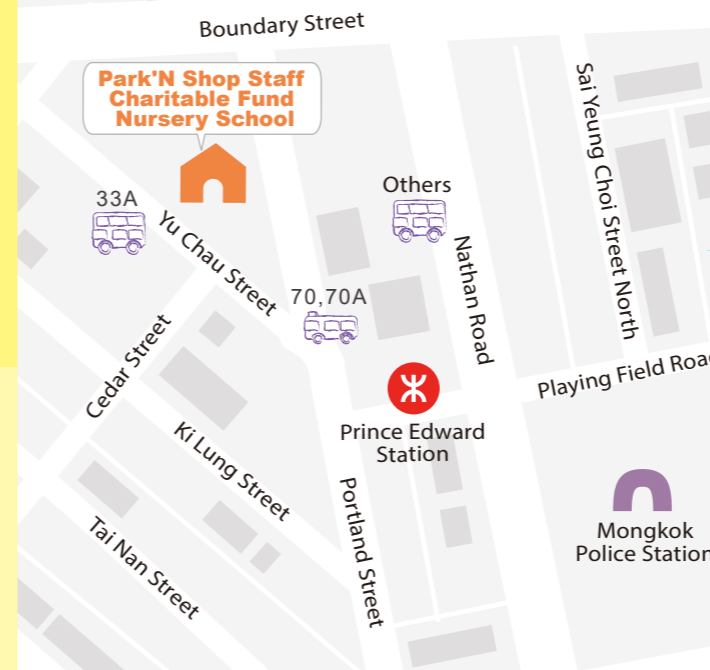 Boundary Street
Park'N Shop Staff
Charitable Fund
Nursery School
Sai Yeung Choi Street North
Others
33A
Yu Chau Street
Nathan Road
70,70A
Cedar Street
Playing Field Road
Prince Edward
Station
Ki Lung Street
Portland Street
Mongkok
Police Station
Tai Nan Street